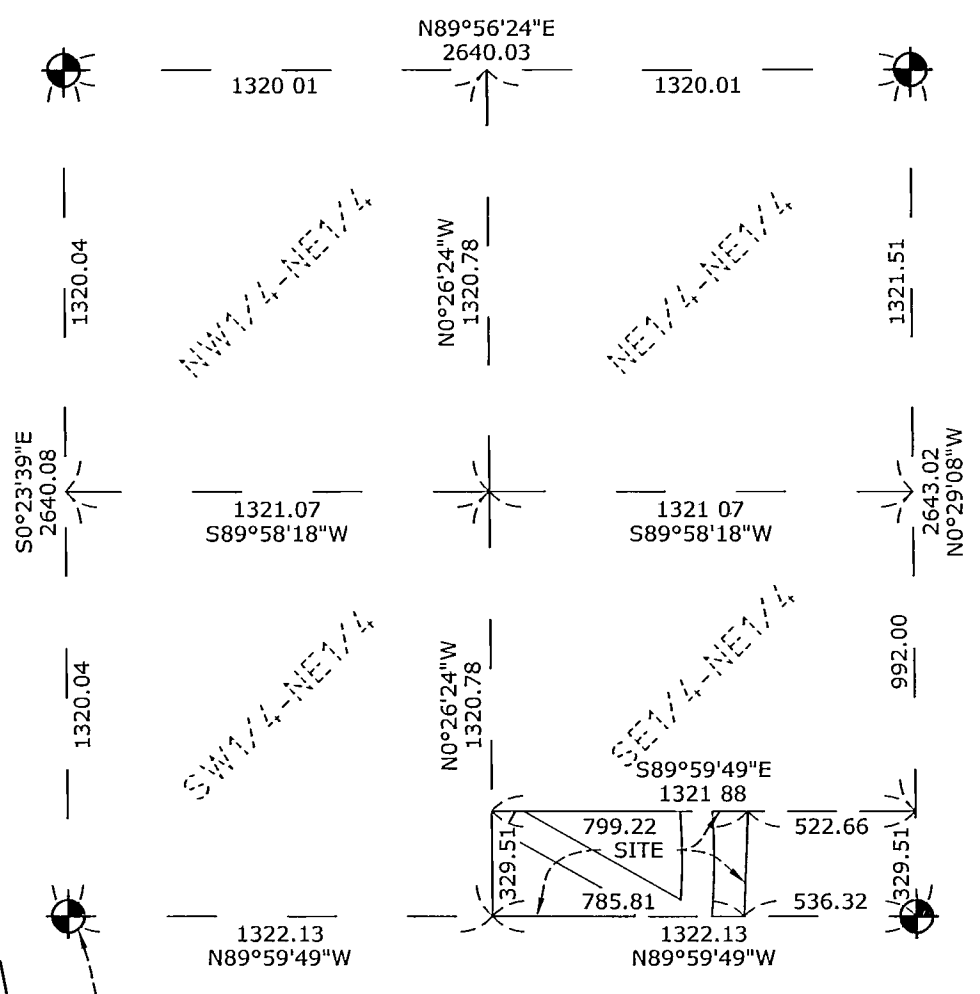 N89°56'24"E
2640.03
1320 01
1320.01
NW1/4-NE1/4
NE1/4-NE1/4
1320.04
N0°26'24"W
1320.78
1321.51
S0°23'39"E
2640.08
1321.07
S89°58'18"W
1321 07
S89°58'18"W
2643.02
N0°29'08"W
SW1/4-NE1/4
SE1/4-NE1/4
1320.04
N0°26'24"W
1320.78
992.00
S89°59'49"E
1321 88
799.22
522.66
SITE
329.51
329.51
785.81
536.32
1322.13
N89°59'49"W
1322.13
N89°59'49"W